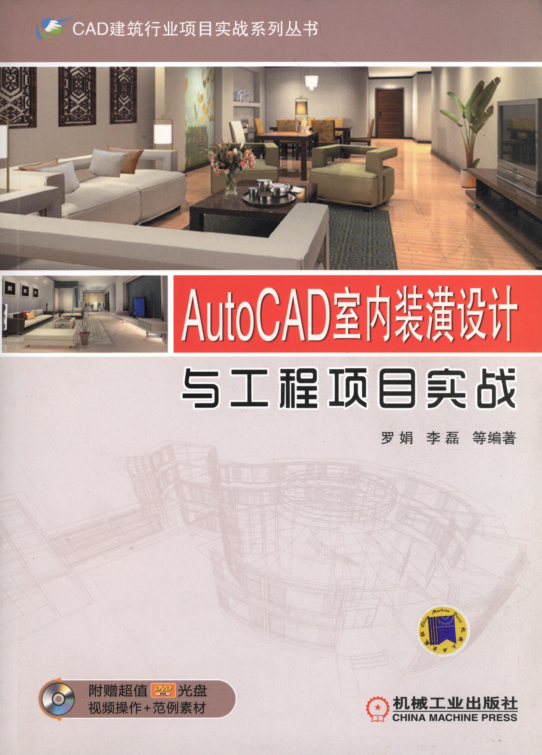 CAD建筑行业项目实战系列丛书
AutoCAD室内装潢设计
与工程项目实战
罗娟 李磊 等编著
附赠超值 DVD 光盘
视频操作+范例素材
机械工业出版社
CHINA MACHINE PRESS